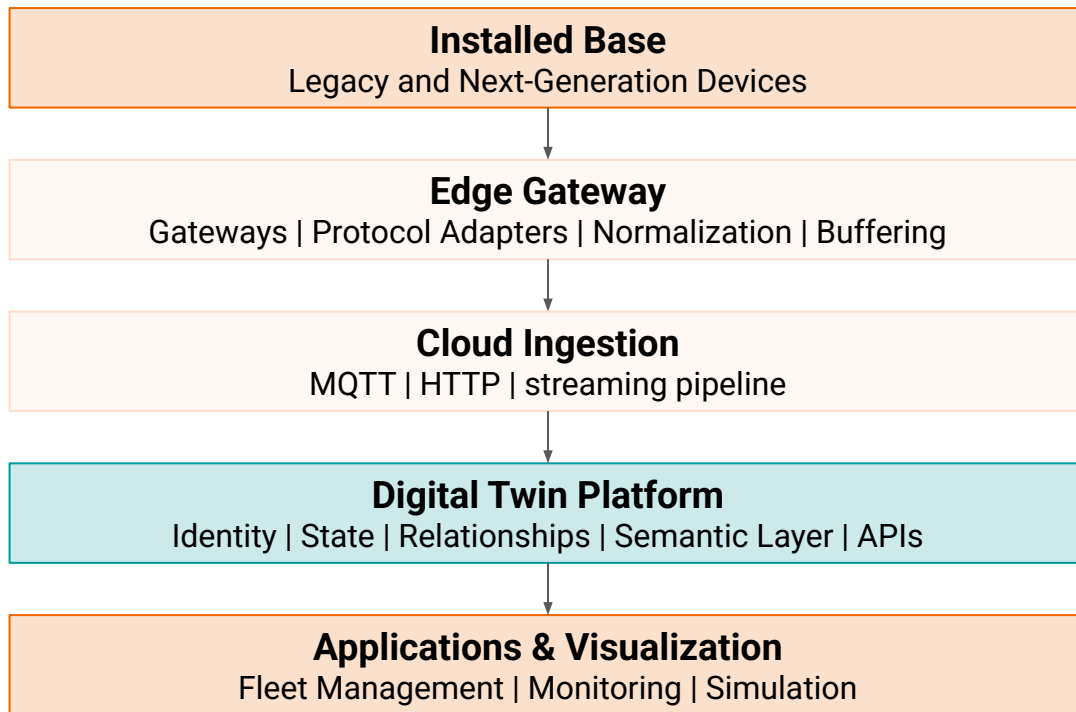 Installed Base
Legacy and Next-Generation Devices
Edge Gateway
Gateways | Protocol Adapters | Normalization | Buffering
Cloud Ingestion
MQTT | HTTP | streaming pipeline
Digital Twin Platform
Identity | State | Relationships | Semantic Layer | APIs
Applications & Visualization
Fleet Management | Monitoring | Simulation